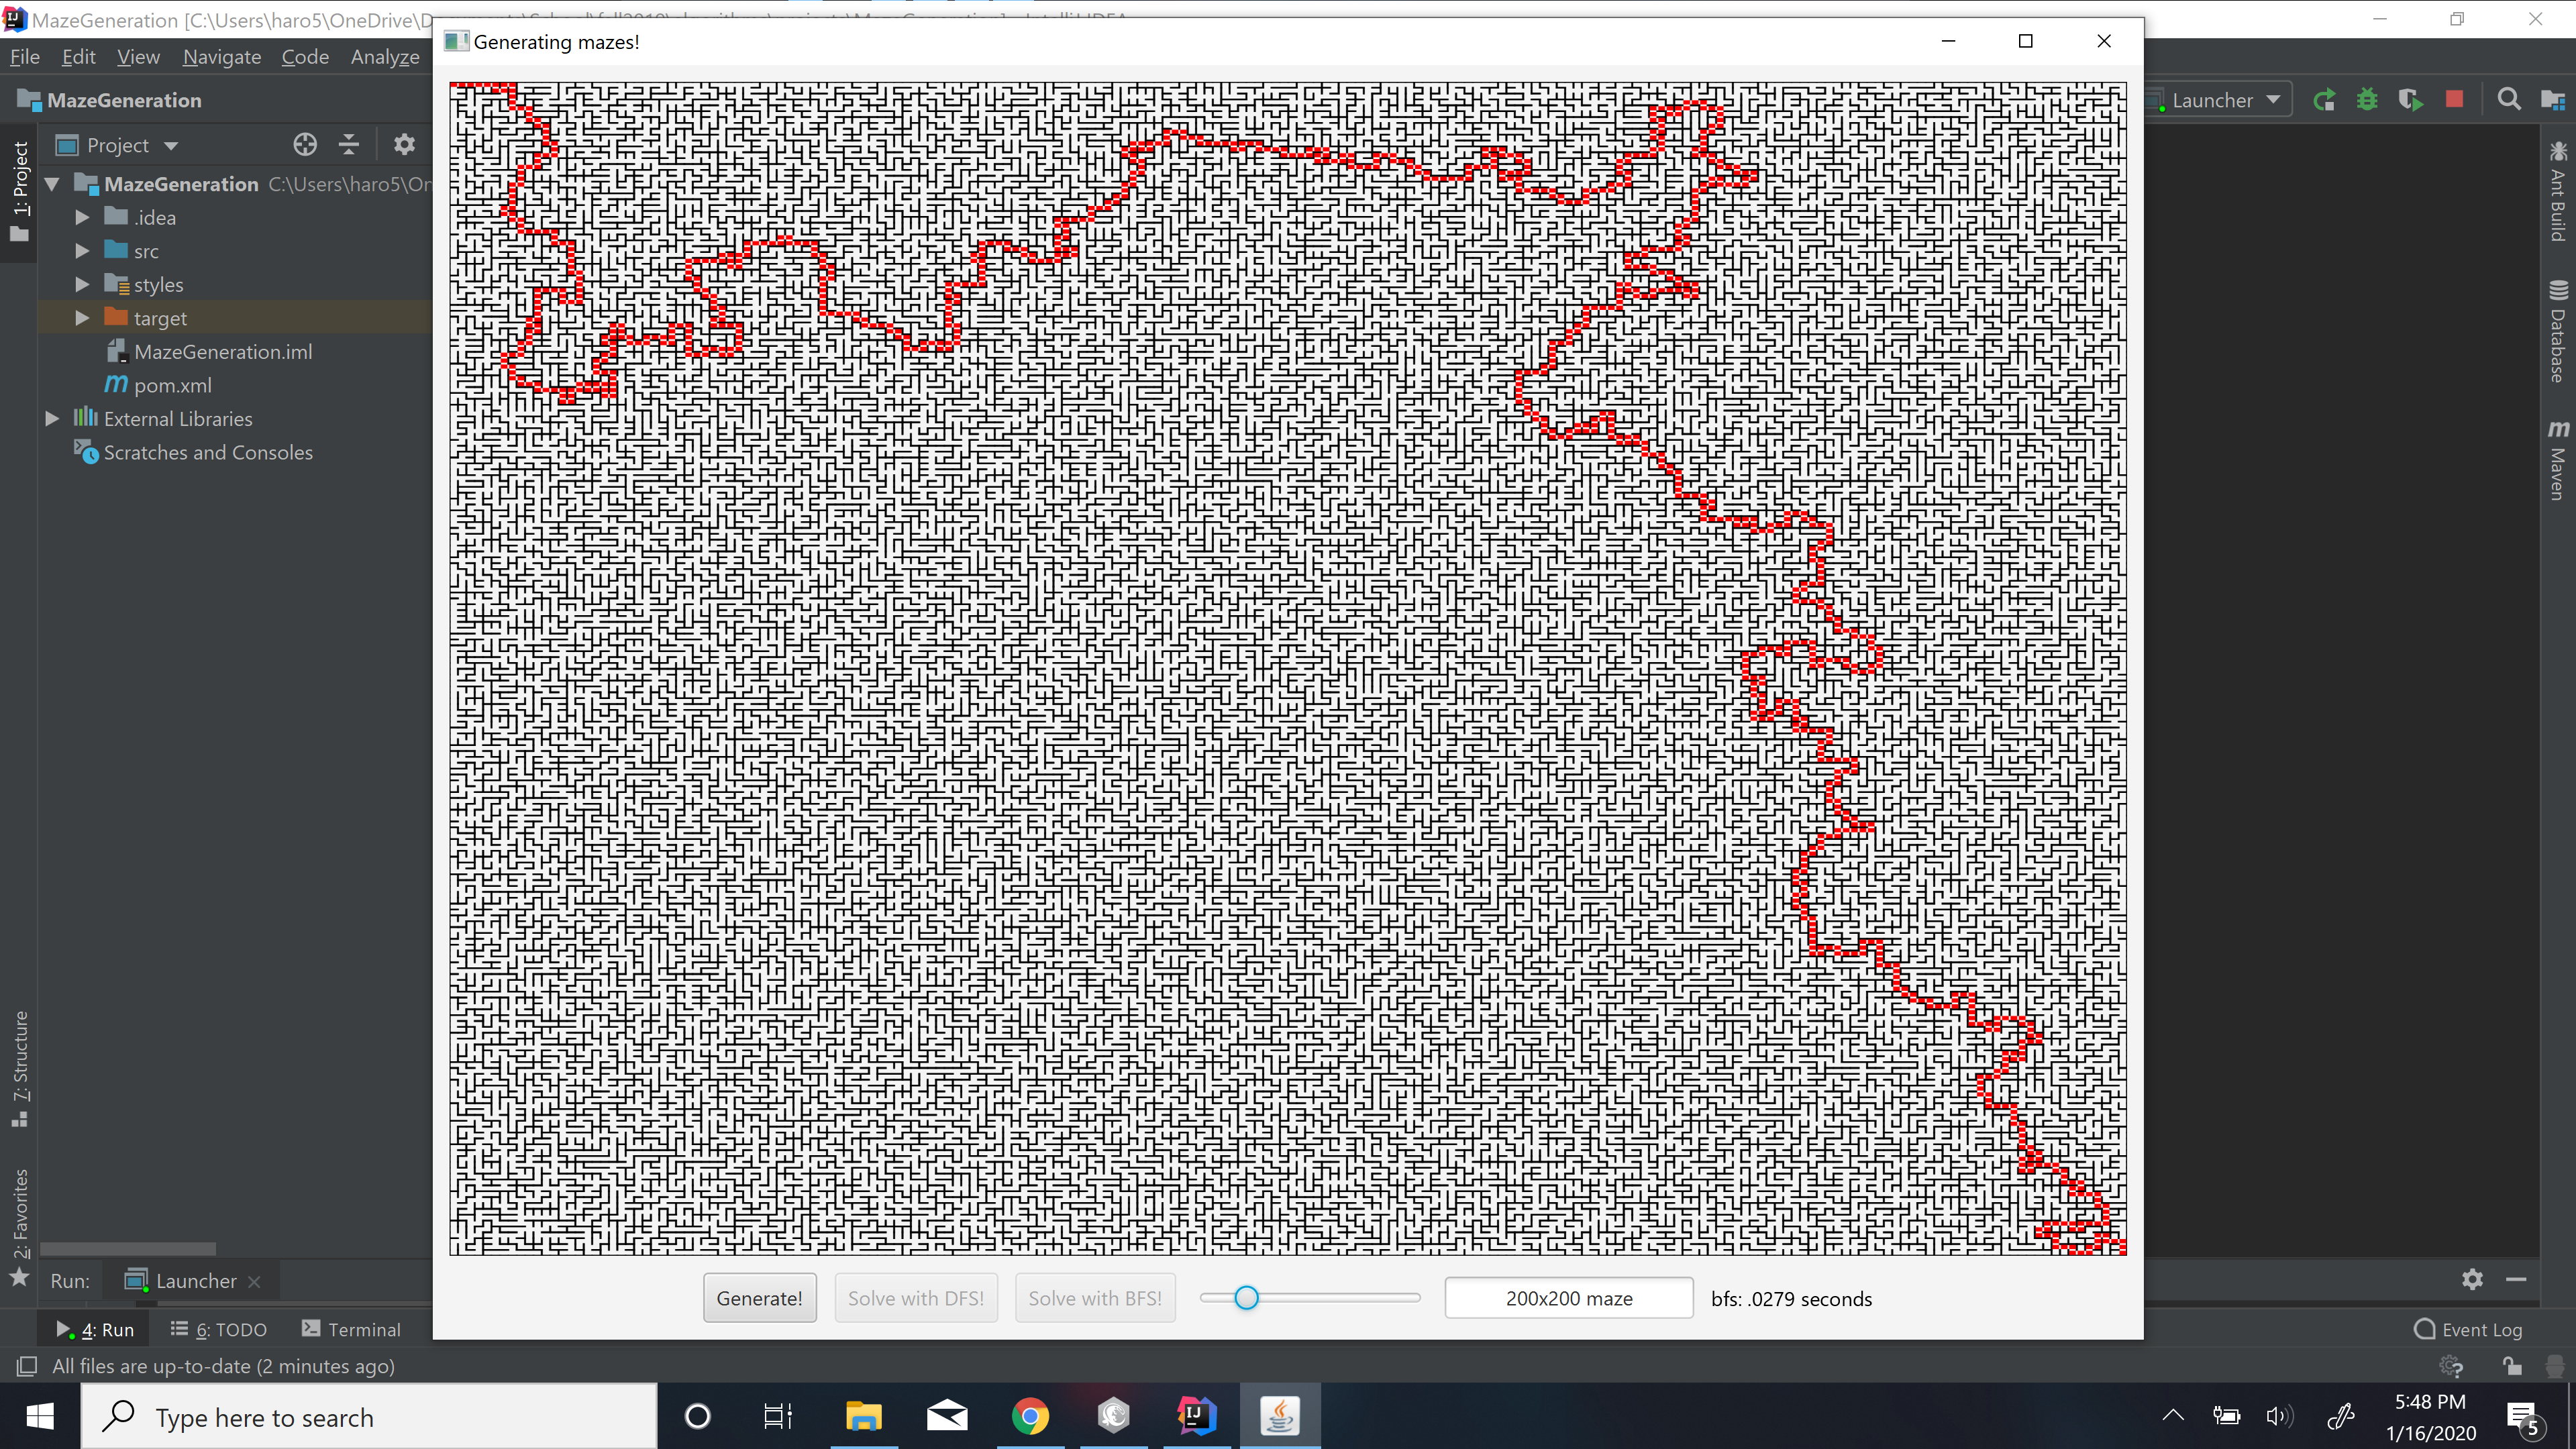 MazeGeneration [C:\Users\haro5\OneDrive\D
Generating mazes!
File Edit View Navigate Code Analyze
MazeGeneration
Launcher
1: Project
Project
MazeGeneration C:\Users\haro5\On
.idea
src
styles
target
MazeGeneration.iml
m pom.xml
External Libraries
Scratches and Consoles
Ant Build
Database
m Maven
7: Structure
2: Favorites
Run: Launcher
Generate! Solve with DFS! Solve with BFS! 200x200 maze bfs: .0279 seconds
4: Run 6: TODO Terminal
Event Log
All files are up-to-date (2 minutes ago)
Type here to search
IJ
5:48 PM
1/16/2020
5